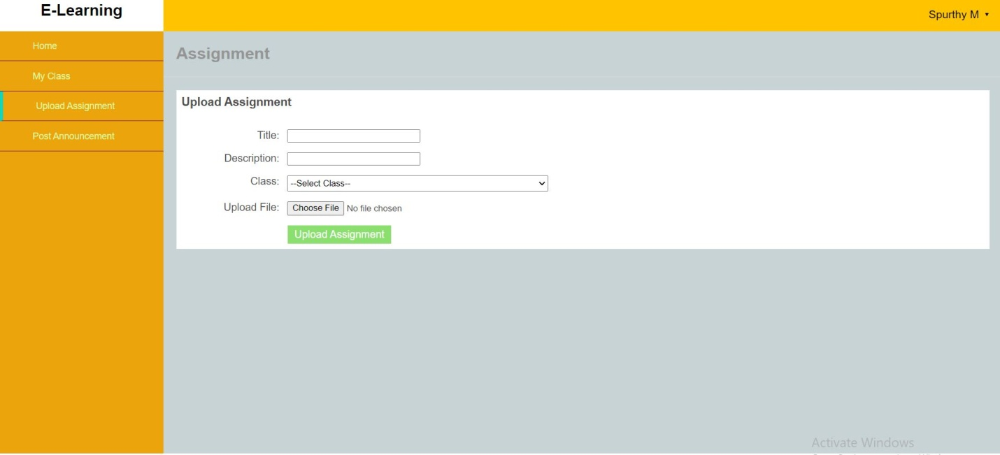 E-Learning
Spurthy M
Home
My Class
Upload Assignment
Post Announcement
Assignment
Upload Assignment
Title:
Description:
Class: --Select Class--
Upload File: Choose File No file chosen
Upload Assignment
Activate Windows